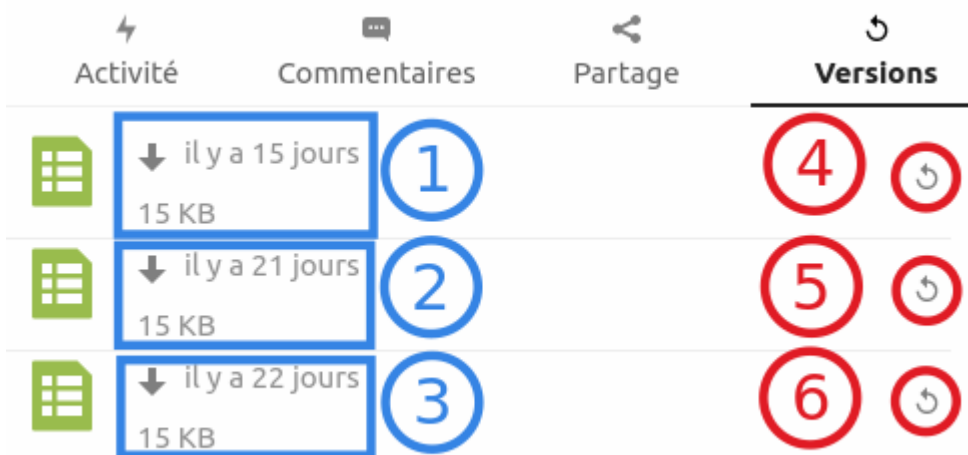 Activité Commentaires Partage Versions
il y a 15 jours 1 4
15 KB
il y a 21 jours 2 5
15 KB
il y a 22 jours 3 6
15 KB